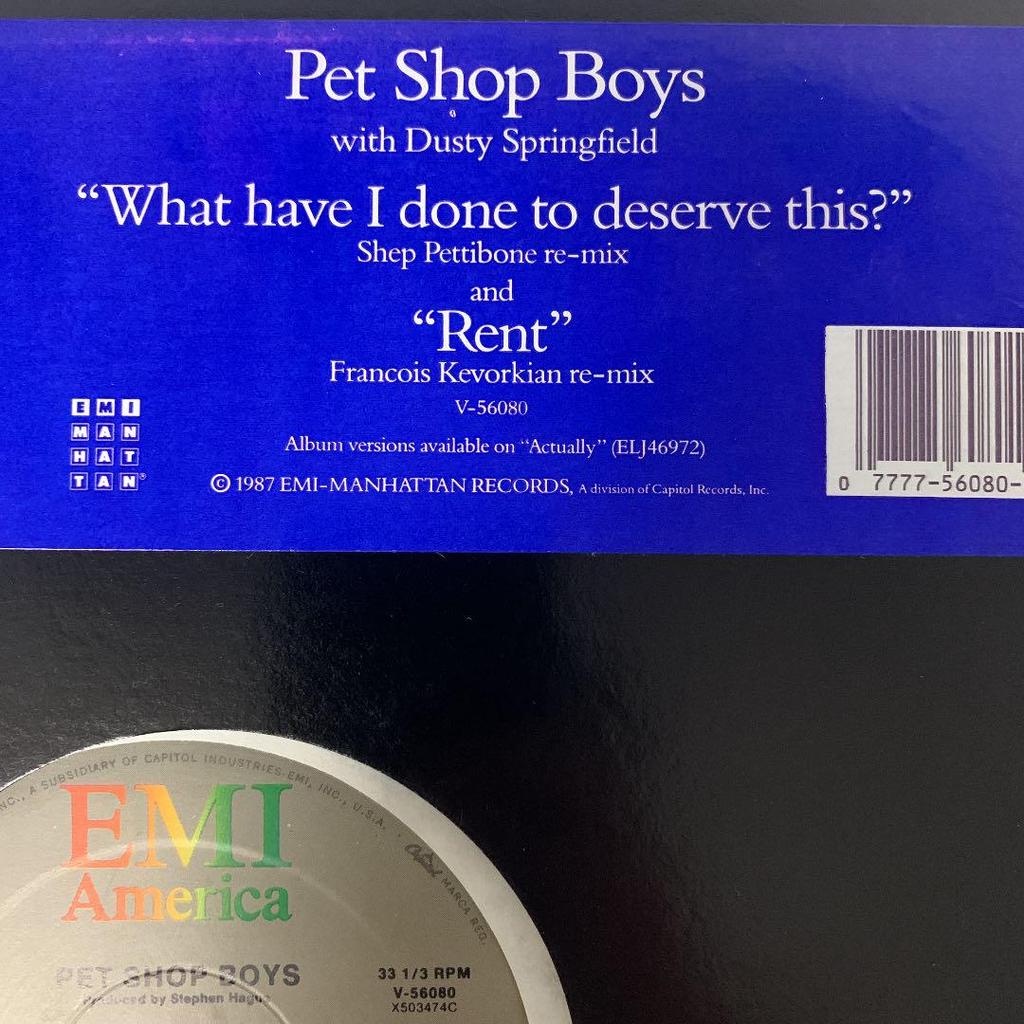 Pet Shop Boys
with Dusty Springfield
“What have I done to deserve this?”
Shep Pettibone re-mix
and
“Rent”
Francois Kevorkian re-mix
V-56080
Album versions available on “Actually” (ELJ46972)
© 1987 EMI-MANHATTAN RECORDS, A division of Capitol Records, Inc.
EMI
MAN
HAT
TAN®
0 7777-56080-
NC., A SUBSIDIARY OF CAPITOL INDUSTRIES-EMI, INC., U.S.A. · Capitol MARCA REG.
EMI
America
PET SHOP BOYS
Produced by Stephen Hague
33 1/3 RPM
V-56080
X503474C